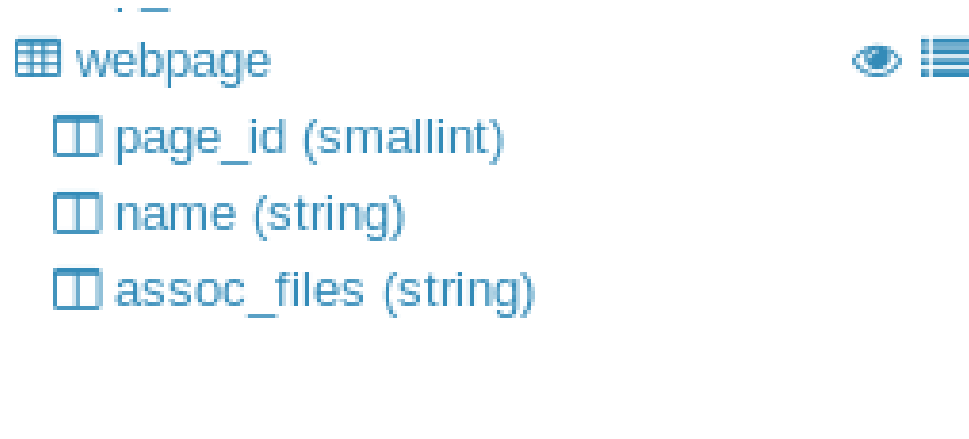 webpage
page_id (smallint)
name (string)
assoc_files (string)